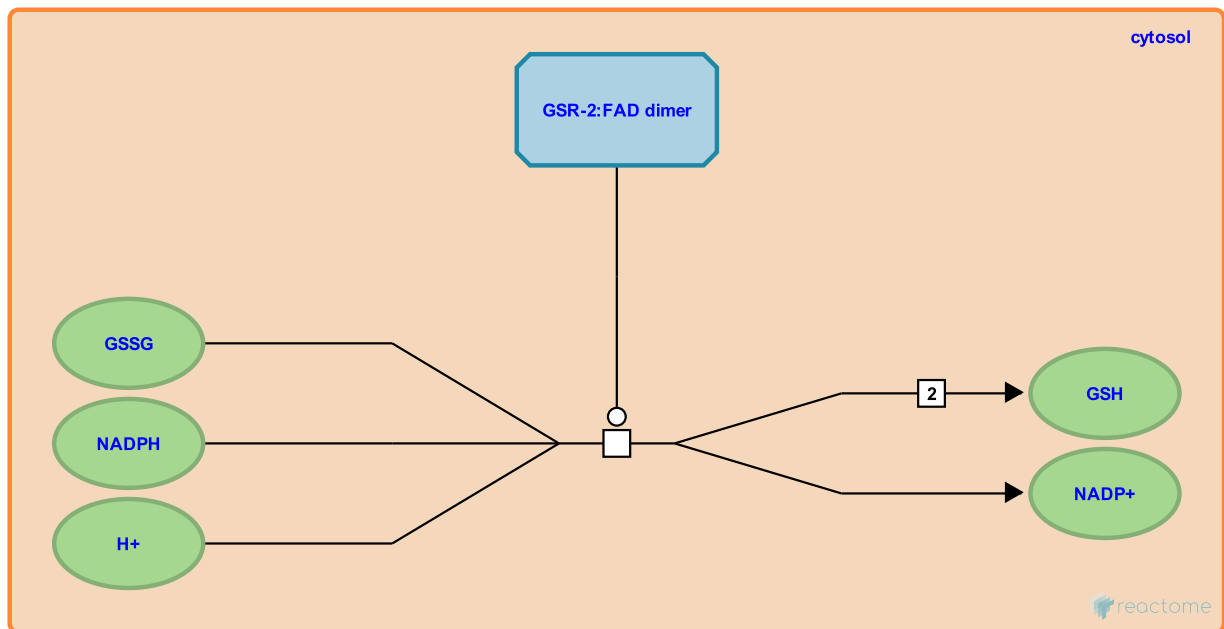 cytosol
GSR-2:FAD dimer
GSSG
NADPH
H+
2
GSH
NADP+
reactome